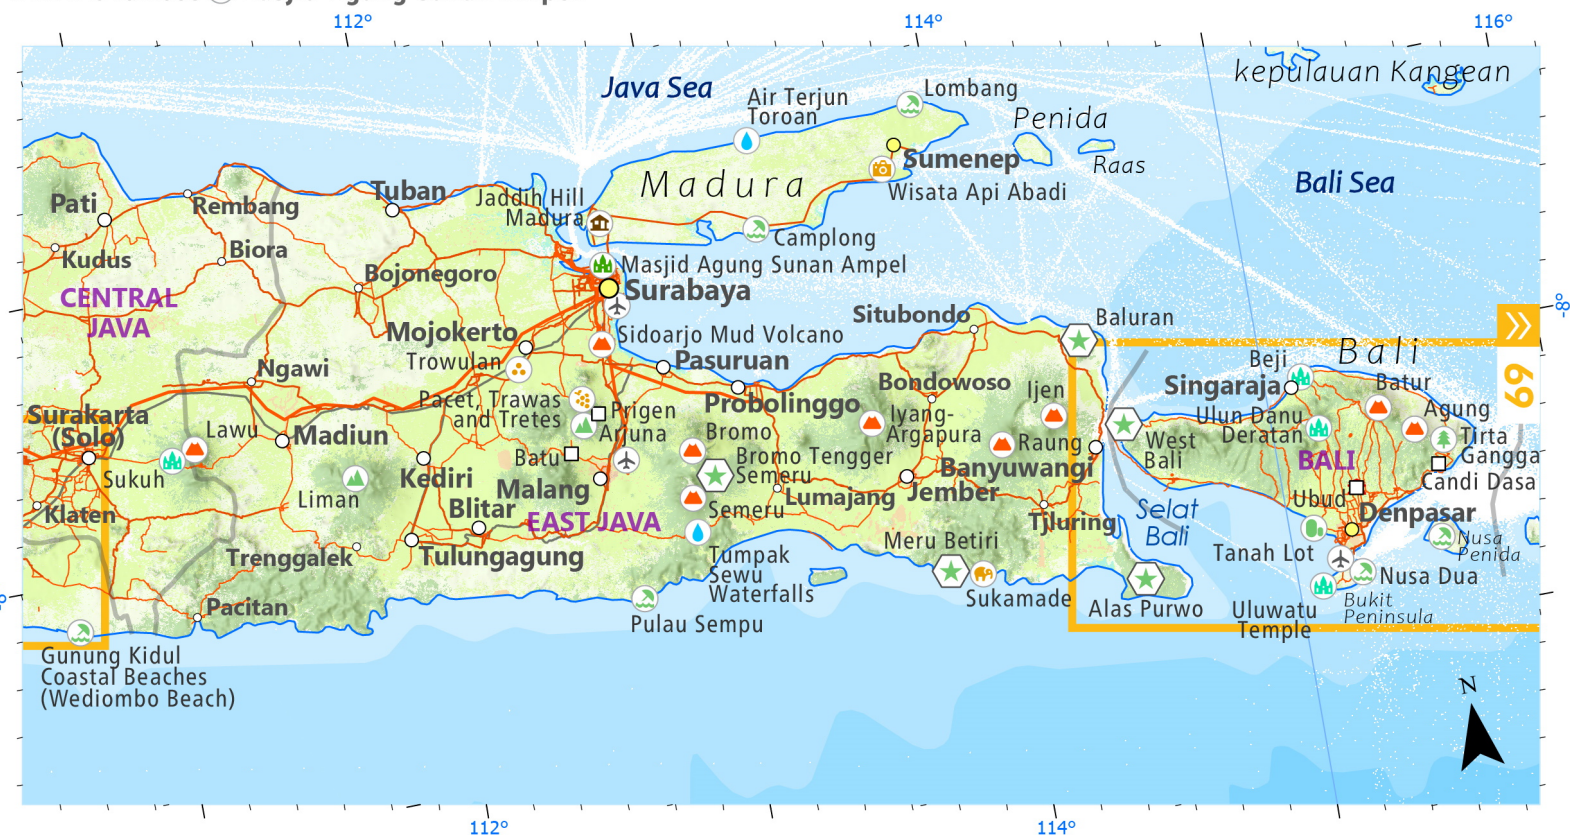 112°
114°
116°
Java Sea
kepulauan Kangean
Lombang
Air Terjun
Toroan
Penida
Raas
Sumenep
Wisata Api Abadi
Bali Sea
Madura
Jaddih Hill
Madura
Tuban
Pati
Rembang
Kudus
Biora
Bojonegoro
Camplong
Masjid Agung Sunan Ampel
Surabaya
CENTRAL
JAVA
-8°
Mojokerto
Trowulan
Sidoarjo Mud Volcano
Pasuruan
Situbondo
Baluran
Bali
Beji
Singaraja
Batur
69
Ngawi
Pacet, Trawas
and Tretes
Prigen
Arjuna
Probolinggo
Bondowoso
Ijen
Iyang-
Argapura
Raung
Ulun Danu
Deratan
Agung
Tirta
Gangga
Surakarta
(Solo)
Lawu
Madiun
Bromo
Bromo Tengger
Semeru
Batu
West
Bali
BALI
Candi Dasa
Sukuh
Liman
Kediri
Malang
Semeru
Lumajang
Jember
Banyuwangi
Ubud
Denpasar
Klaten
Blitar
EAST JAVA
Tjluring
Selat
Bali
Trenggalek
Tulungagung
Tumpak
Sewu
Waterfalls
Meru Betiri
Sukamade
Tanah Lot
Nusa
Penida
Nusa Dua
Pacitan
Pulau Sempu
Alas Purwo
Uluwatu
Temple
Bukit
Peninsula
Gunung Kidul
Coastal Beaches
(Wediombo Beach)
N
112°
114°